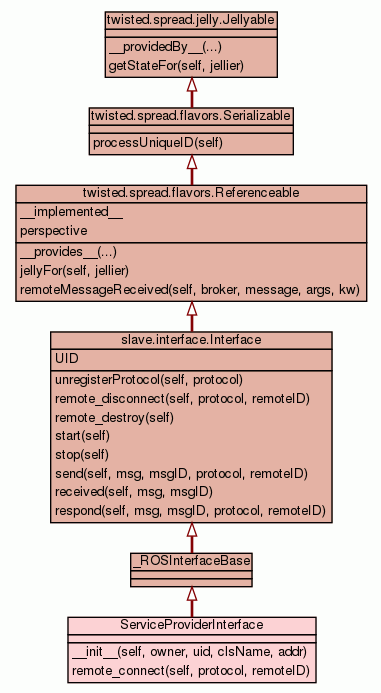 twisted.spread.jelly.Jellyable
__providedBy__(...)
getStateFor(self, jellier)
twisted.spread.flavors.Serializable
processUniqueID(self)
twisted.spread.flavors.Referenceable
__implemented__
perspective
__provides__(...)
jellyFor(self, jellier)
remoteMessageReceived(self, broker, message, args, kw)
slave.interface.Interface
UID
unregisterProtocol(self, protocol)
remote_disconnect(self, protocol, remoteID)
remote_destroy(self)
start(self)
stop(self)
send(self, msg, msgID, protocol, remoteID)
received(self, msg, msgID)
respond(self, msg, msgID, protocol, remoteID)
_ROSInterfaceBase
ServiceProviderInterface
__init__(self, owner, uid, clsName, addr)
remote_connect(self, protocol, remoteID)